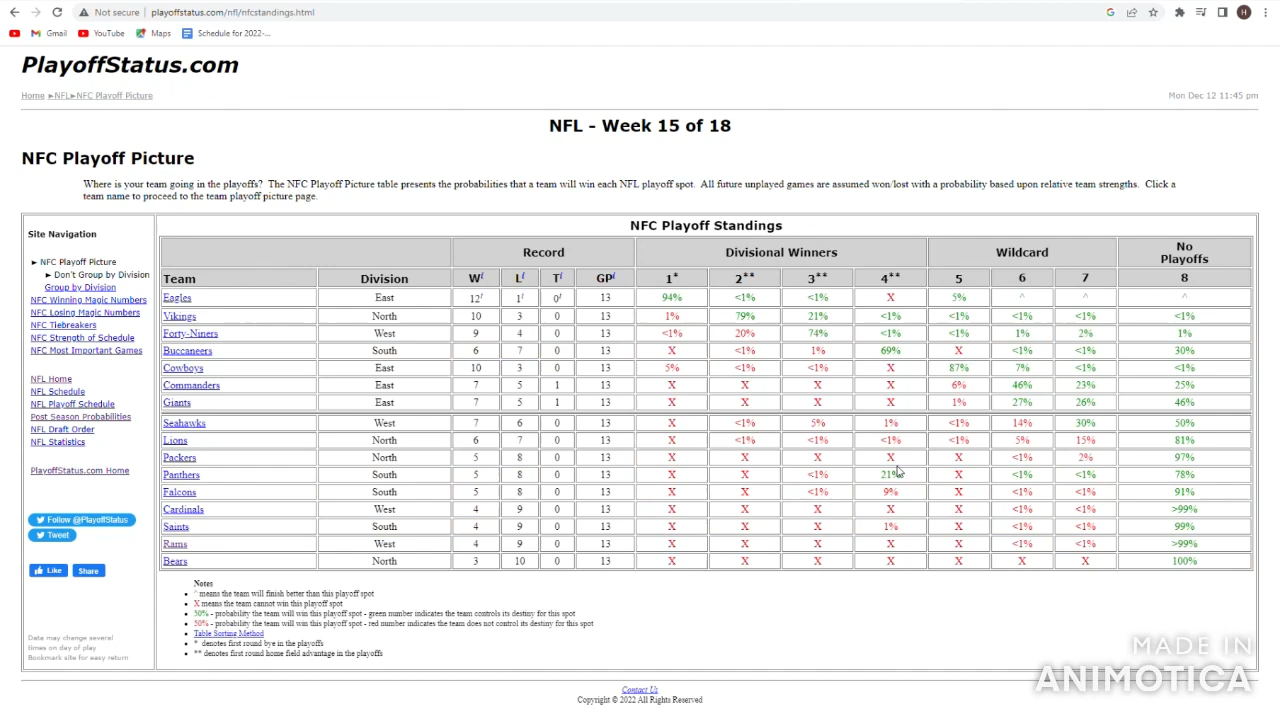 Not secure | playoffstatus.com/nfl/nfcstandings.html H
Gmail YouTube Maps Schedule for 2022-...
PlayoffStatus.com
Home ►NFL►NFC Playoff Picture Mon Dec 12 11:45 pm
NFL - Week 15 of 18
NFC Playoff Picture
Where is your team going in the playoffs? The NFC Playoff Picture table presents the probabilities that a team will win each NFL playoff spot. All future unplayed games are assumed won/lost with a probability based upon relative team strengths. Click a
team name to proceed to the team playoff picture page.
Site Navigation
► NFC Playoff Picture
► Don't Group by Division
Group by Division
NFC Winning Magic Numbers
NFC Losing Magic Numbers
NFC Tiebreakers
NFC Strength of Schedule
NFC Most Important Games
NFL Home
NFL Schedule
NFL Playoff Schedule
Post Season Probabilities
NFL Draft Order
NFL Statistics
PlayoffStatus.com Home
Follow @PlayoffStatus
Tweet
Like Share
Data may change several
times on day of play
Bookmark site for easy return
NFC Playoff Standings
Record Divisional Winners Wildcard No
Playoffs
Team Division W^i L^i T^i GP^i 1* 2** 3** 4** 5 6 7 8
Eagles East 12^i 1^i 0^i 13 94% <1% <1% X 5% ^ ^ ^
Vikings North 10 3 0 13 1% 79% 21% <1% <1% <1% <1% <1%
Forty-Niners West 9 4 0 13 <1% 20% 74% <1% <1% 1% 2% 1%
Buccaneers South 6 7 0 13 X <1% 1% 69% X <1% <1% 30%
Cowboys East 10 3 0 13 5% <1% <1% X 87% 7% <1% <1%
Commanders East 7 5 1 13 X X X X 6% 46% 23% 25%
Giants East 7 5 1 13 X X X X 1% 27% 26% 46%
Seahawks West 7 6 0 13 X <1% 5% 1% <1% 14% 30% 50%
Lions North 6 7 0 13 X <1% <1% <1% <1% 5% 15% 81%
Packers North 5 8 0 13 X X X X X <1% 2% 97%
Panthers South 5 8 0 13 X X <1% 21% X <1% <1% 78%
Falcons South 5 8 0 13 X X <1% 9% X <1% <1% 91%
Cardinals West 4 9 0 13 X X X X X <1% <1% >99%
Saints South 4 9 0 13 X X X 1% X <1% <1% 99%
Rams West 4 9 0 13 X X X X X <1% <1% >99%
Bears North 3 10 0 13 X X X X X X X 100%
Notes
^ means the team will finish better than this playoff spot
X means the team cannot win this playoff spot
50% - probability the team will win this playoff spot - green number indicates the team controls its destiny for this spot
50% - probability the team will win this playoff spot - red number indicates the team does not control its destiny for this spot
Table Sorting Method
* denotes first round bye in the playoffs
** denotes first round home field advantage in the playoffs
MADE IN
ANIMOTICA
Contact Us
Copyright © 2022 All Rights Reserved